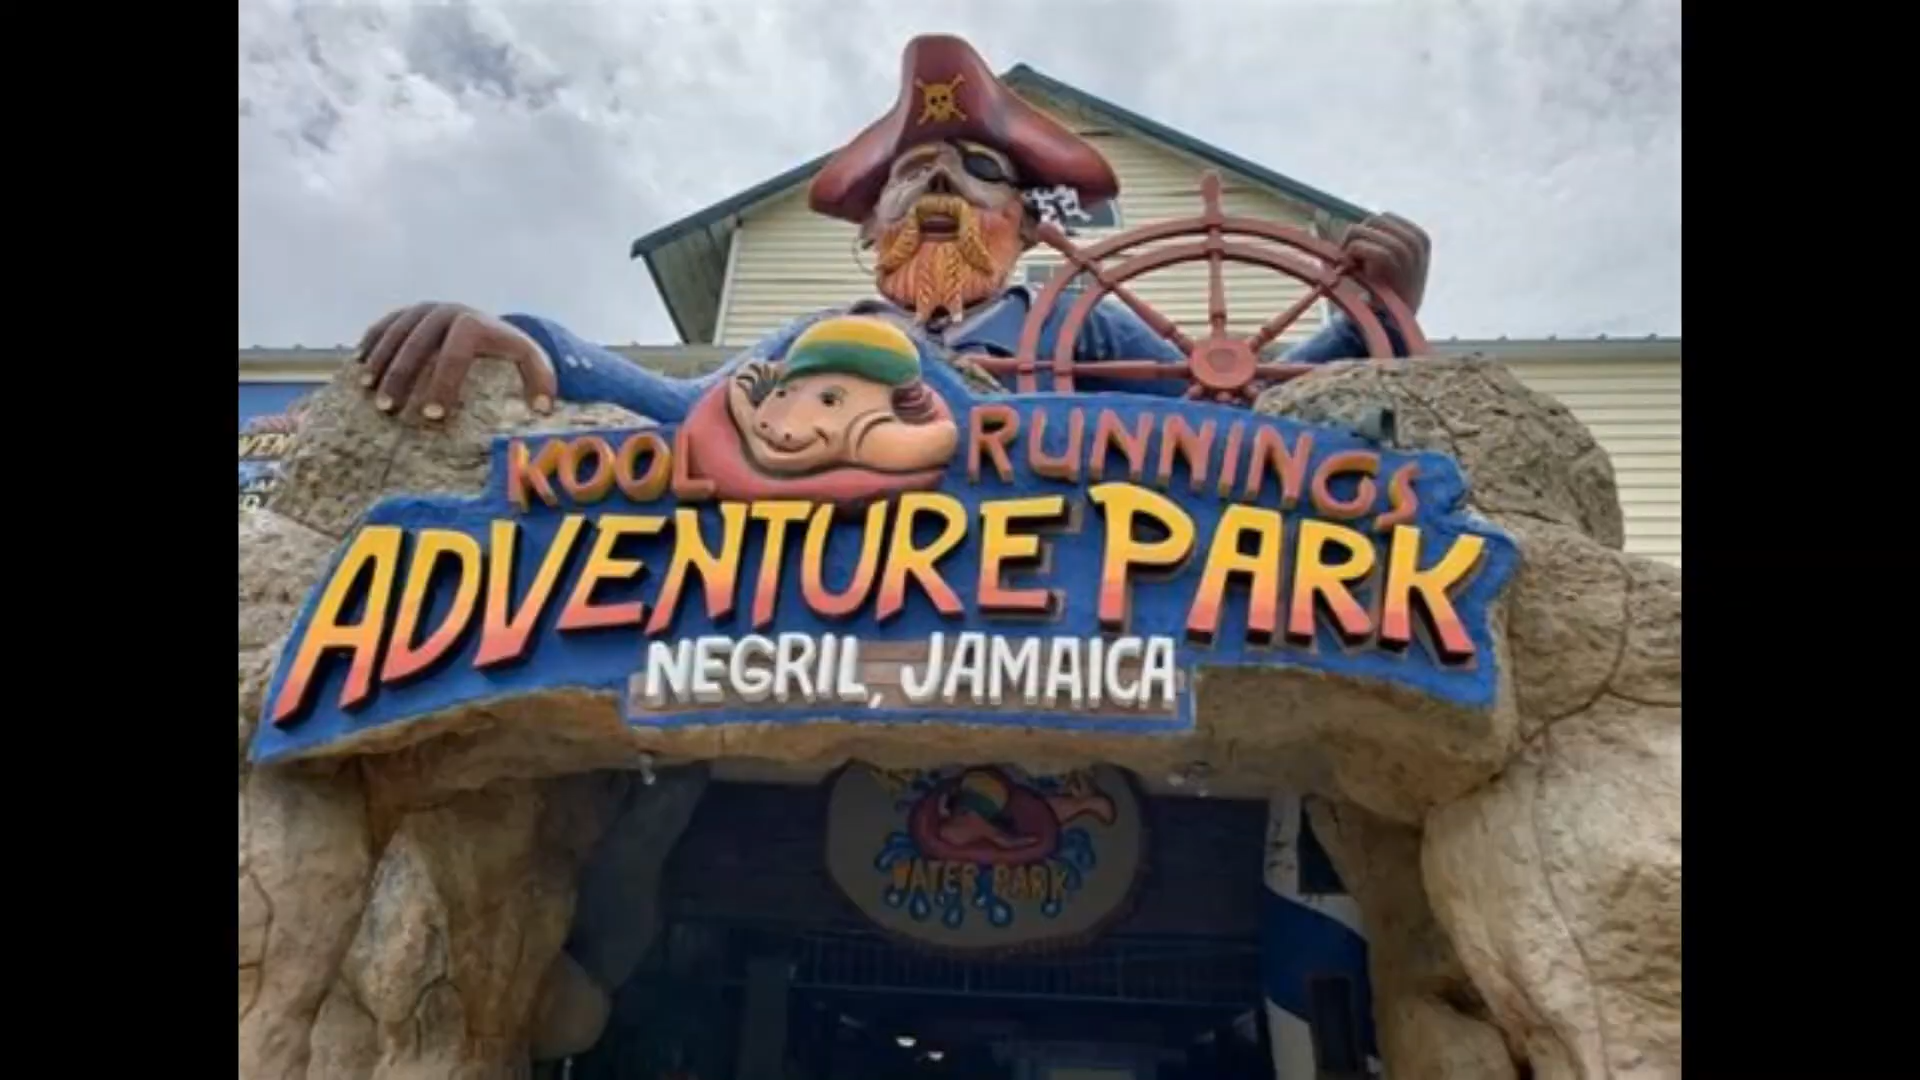 KOOL RUNNINGS
ADVENTURE PARK
NEGRIL, JAMAICA
WATER PARK